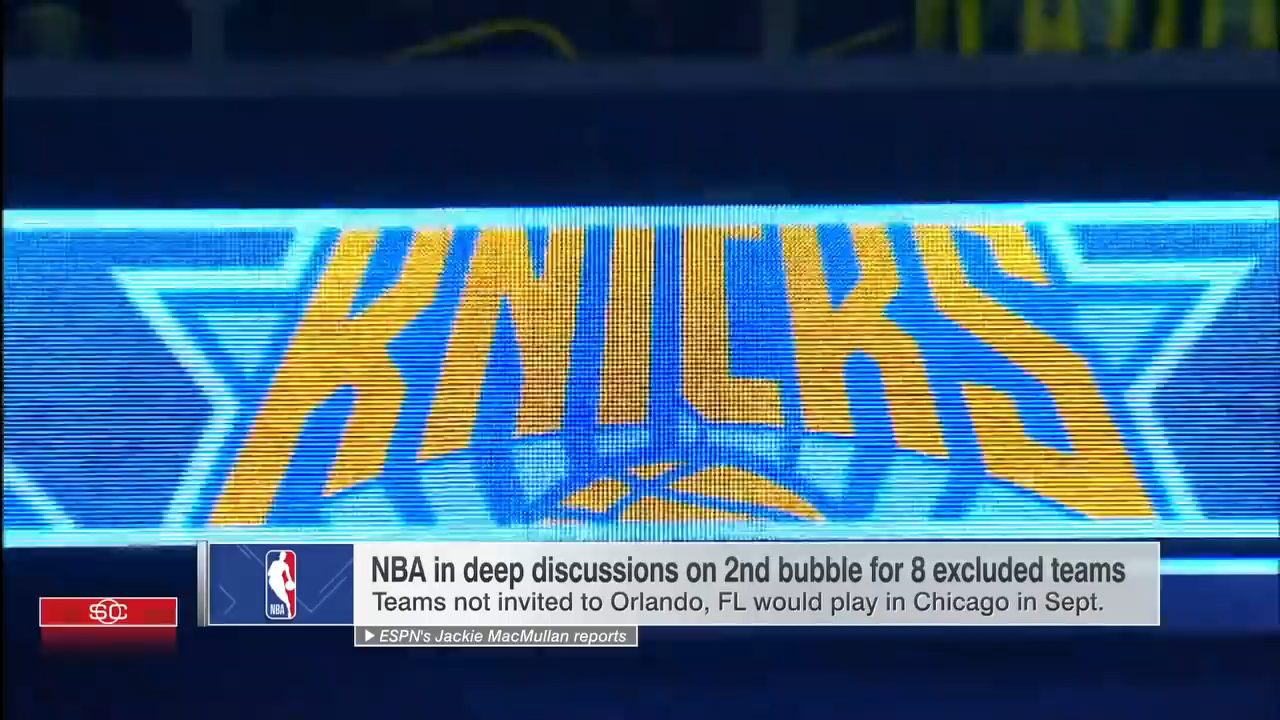 KNICKS
NBA in deep discussions on 2nd bubble for 8 excluded teams
NBA
Teams not invited to Orlando, FL would play in Chicago in Sept.
SC
ESPN's Jackie MacMullan reports